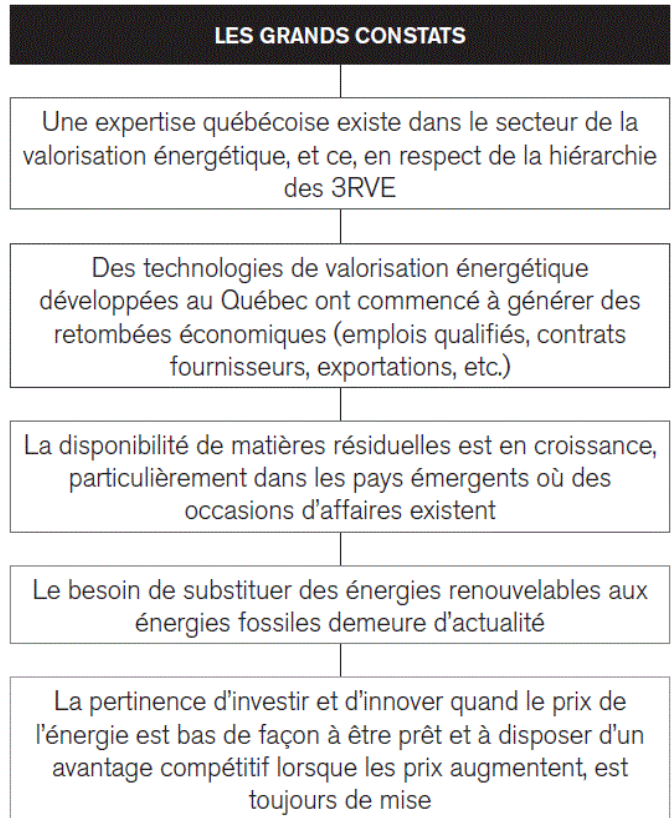 LES GRANDS CONSTATS
Une expertise québécoise existe dans le secteur de la
valorisation énergétique, et ce, en respect de la hiérarchie
des 3RVE
Des technologies de valorisation énergétique
développées au Québec ont commencé à générer des
retombées économiques (emplois qualifiés, contrats
fournisseurs, exportations, etc.)
La disponibilité de matières résiduelles est en croissance,
particulièrement dans les pays émergents où des
occasions d'affaires existent
Le besoin de substituer des énergies renouvelables aux
énergies fossiles demeure d'actualité
La pertinence d'investir et d'innover quand le prix de
l'énergie est bas de façon à être prêt et à disposer d'un
avantage compétitif lorsque les prix augmentent, est
toujours de mise